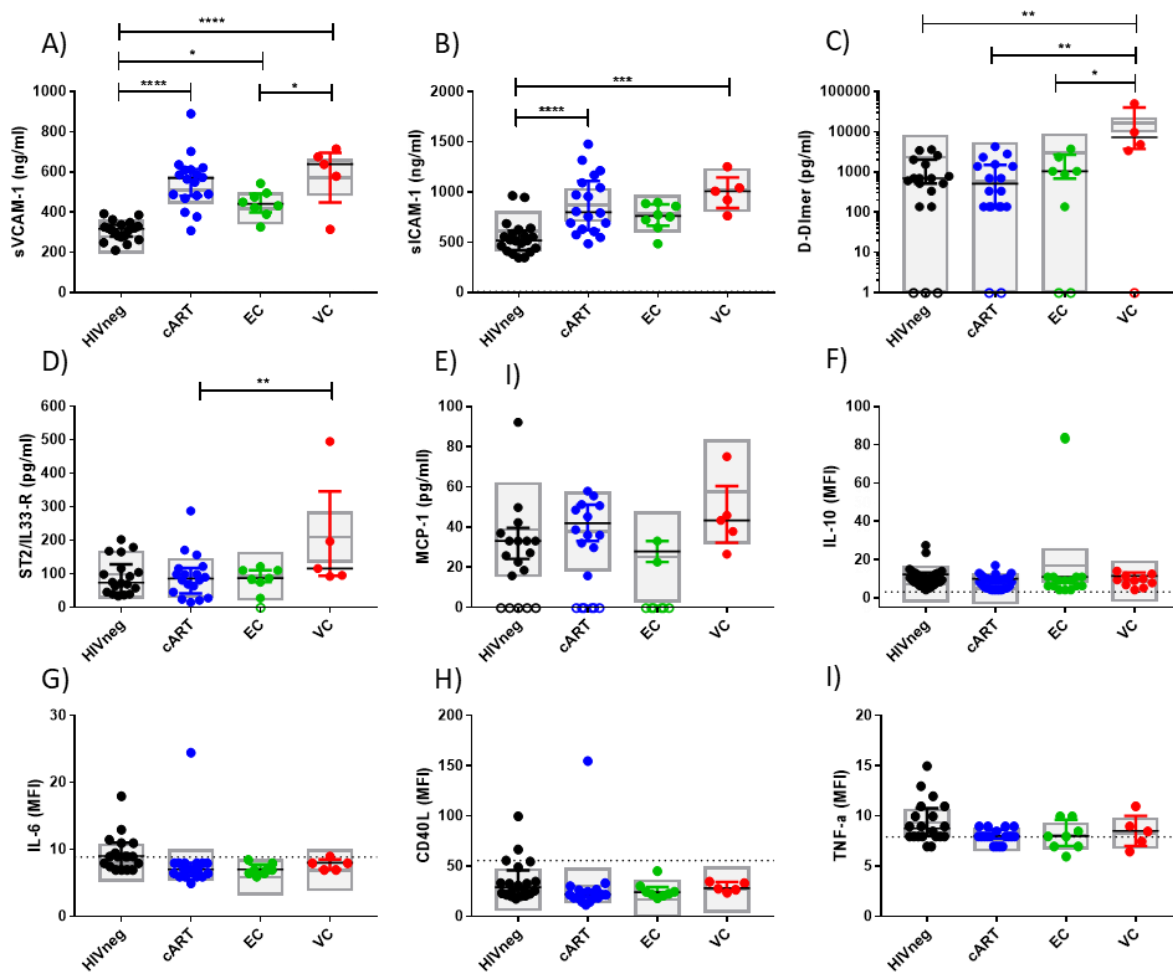 A)
****
*
****
*
sVCAM-1 (ng/ml)
1000
800
600
400
200
0
HIVneg
cART
EC
VC
B)
***
****
sICAM-1 (ng/ml)
2000
1500
1000
500
0
HIVneg
cART
EC
VC
C)
**
**
*
D-DImer (pg/ml)
100000
10000
1000
100
10
1
HIVneg
cART
EC
VC
D)
**
ST2/IL33-R (pg/ml)
600
500
400
300
200
100
0
HIVneg
cART
EC
VC
E)
I)
MCP-1 (pg/mll)
100
80
60
40
20
0
HIVneg
cART
EC
VC
F)
IL-10 (MFI)
100
80
60
40
20
0
HIVneg
cART
EC
VC
G)
IL-6 (MFI)
30
20
10
0
HIVneg
cART
EC
VC
H)
CD40L (MFI)
200
150
100
50
0
HIVneg
cART
EC
VC
I)
TNF-a (MFI)
20
15
10
5
0
HIVneg
cART
EC
VC